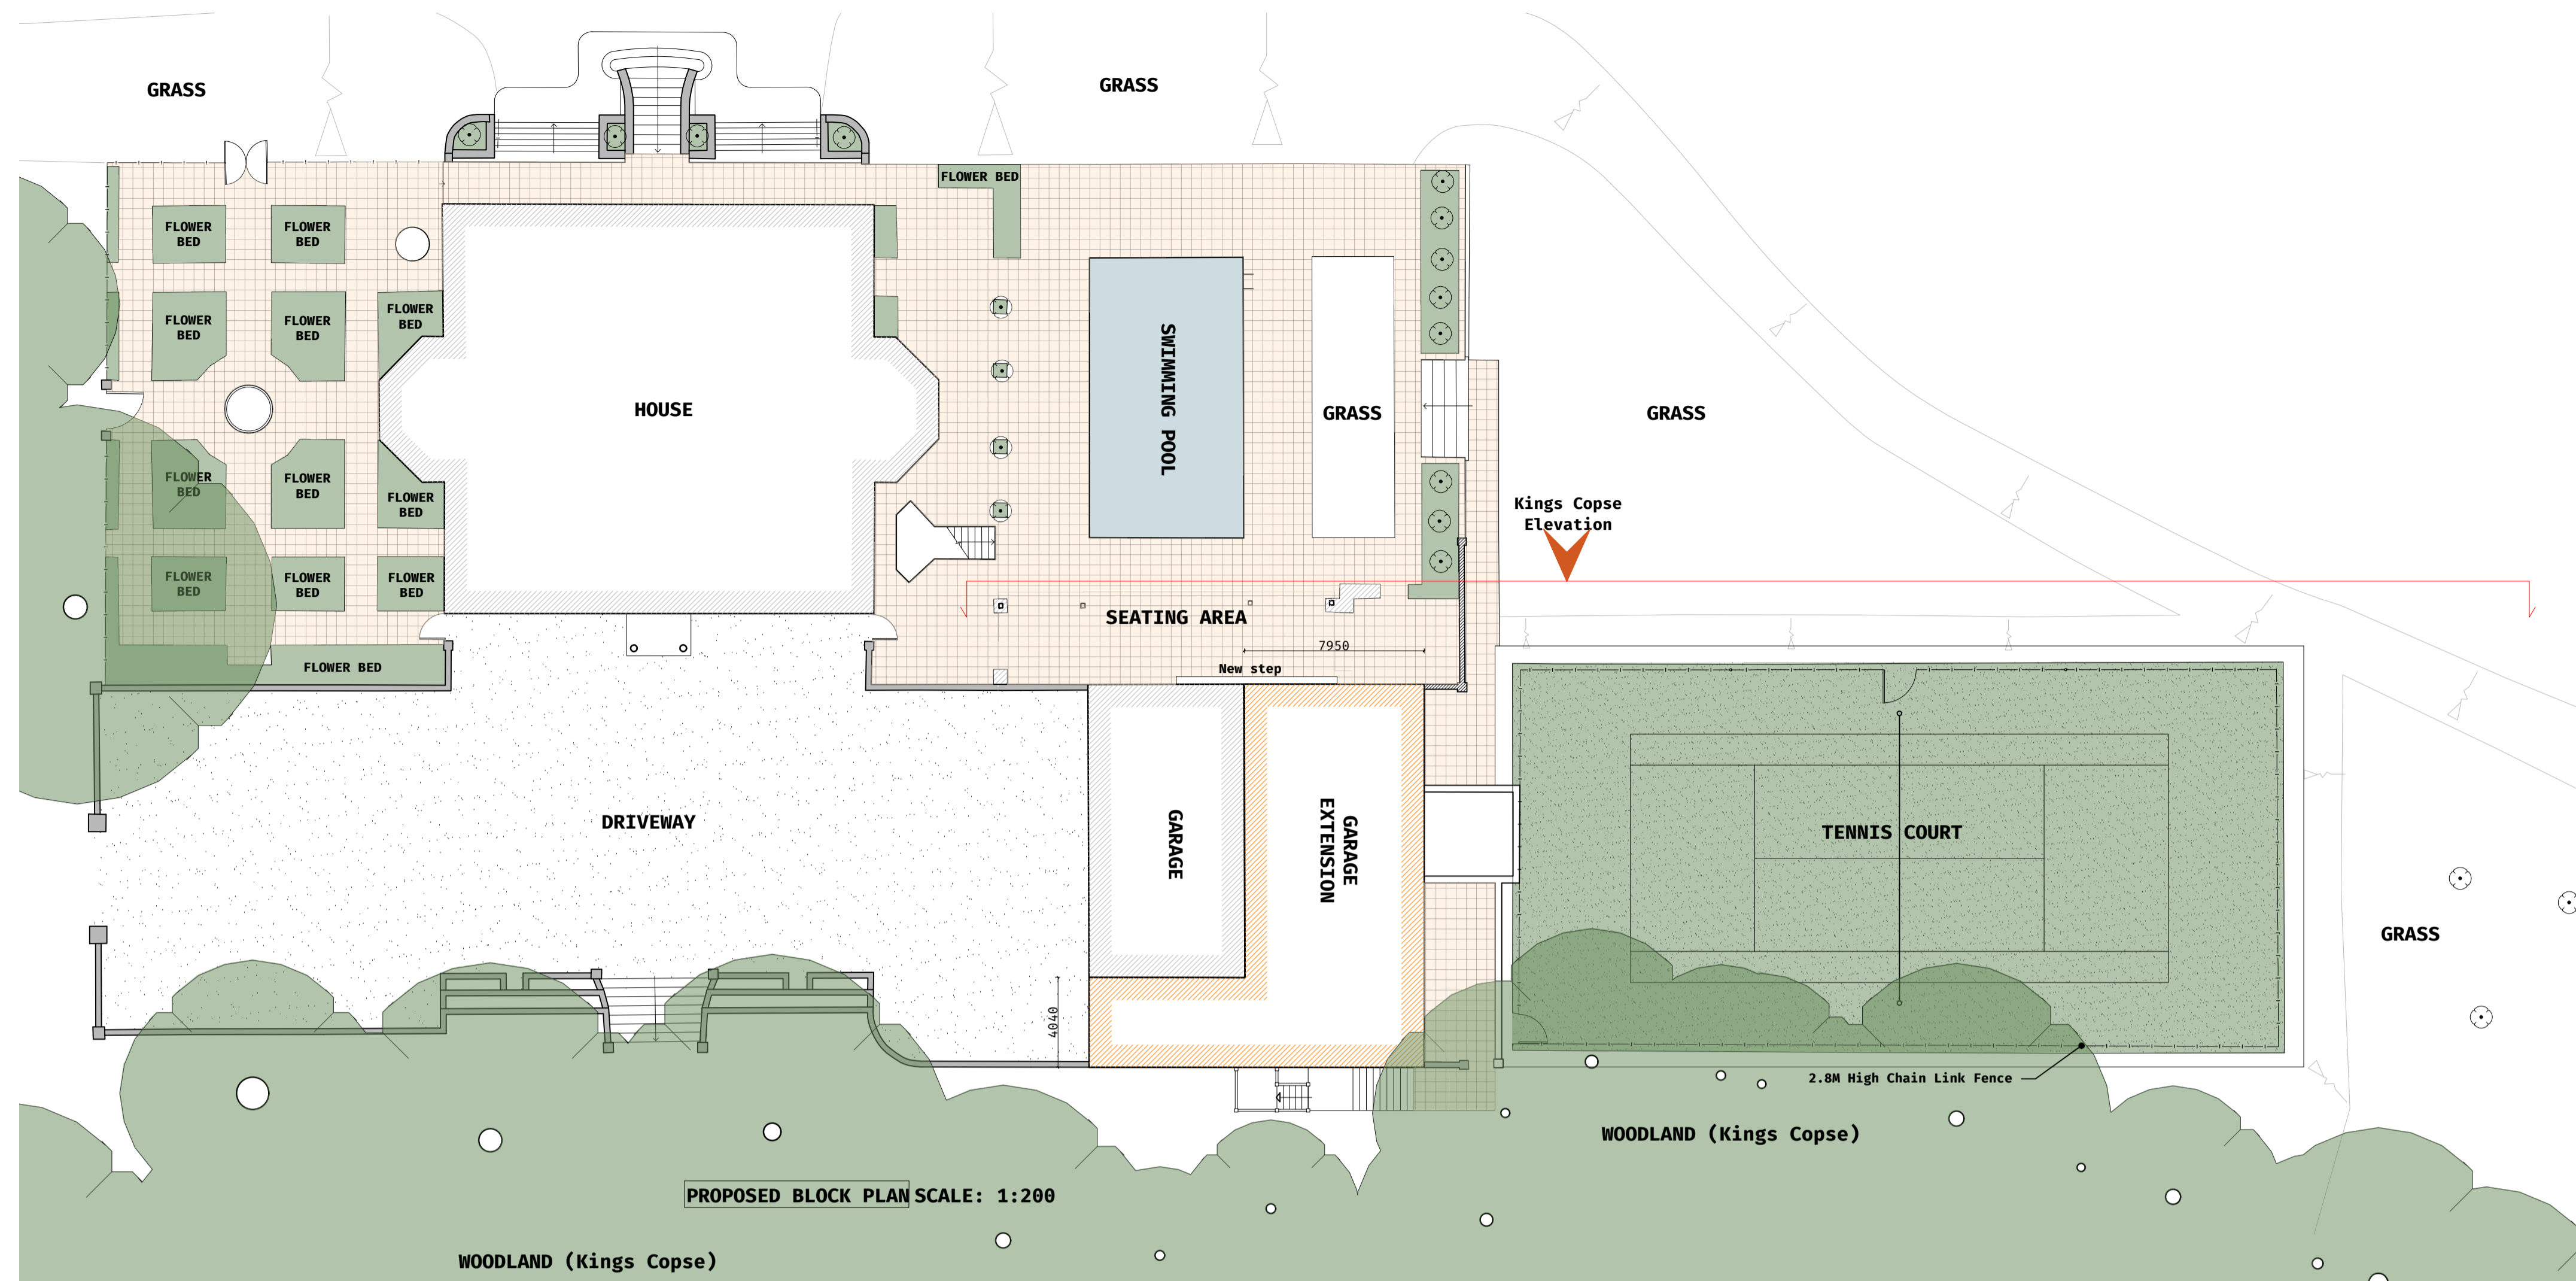 GRASS
GRASS
FLOWER BED
FLOWER
BED
FLOWER
BED
FLOWER
BED
FLOWER
BED
FLOWER
BED
HOUSE
SWIMMING POOL
GRASS
GRASS
FLOWER
BED
FLOWER
BED
FLOWER
BED
Kings Copse
Elevation
FLOWER
BED
FLOWER
BED
FLOWER
BED
SEATING AREA
7950
New step
FLOWER BED
DRIVEWAY
GARAGE
GARAGE
EXTENSION
TENNIS COURT
GRASS
4040
2.8M High Chain Link Fence
WOODLAND (Kings Copse)
PROPOSED BLOCK PLAN SCALE: 1:200
WOODLAND (Kings Copse)